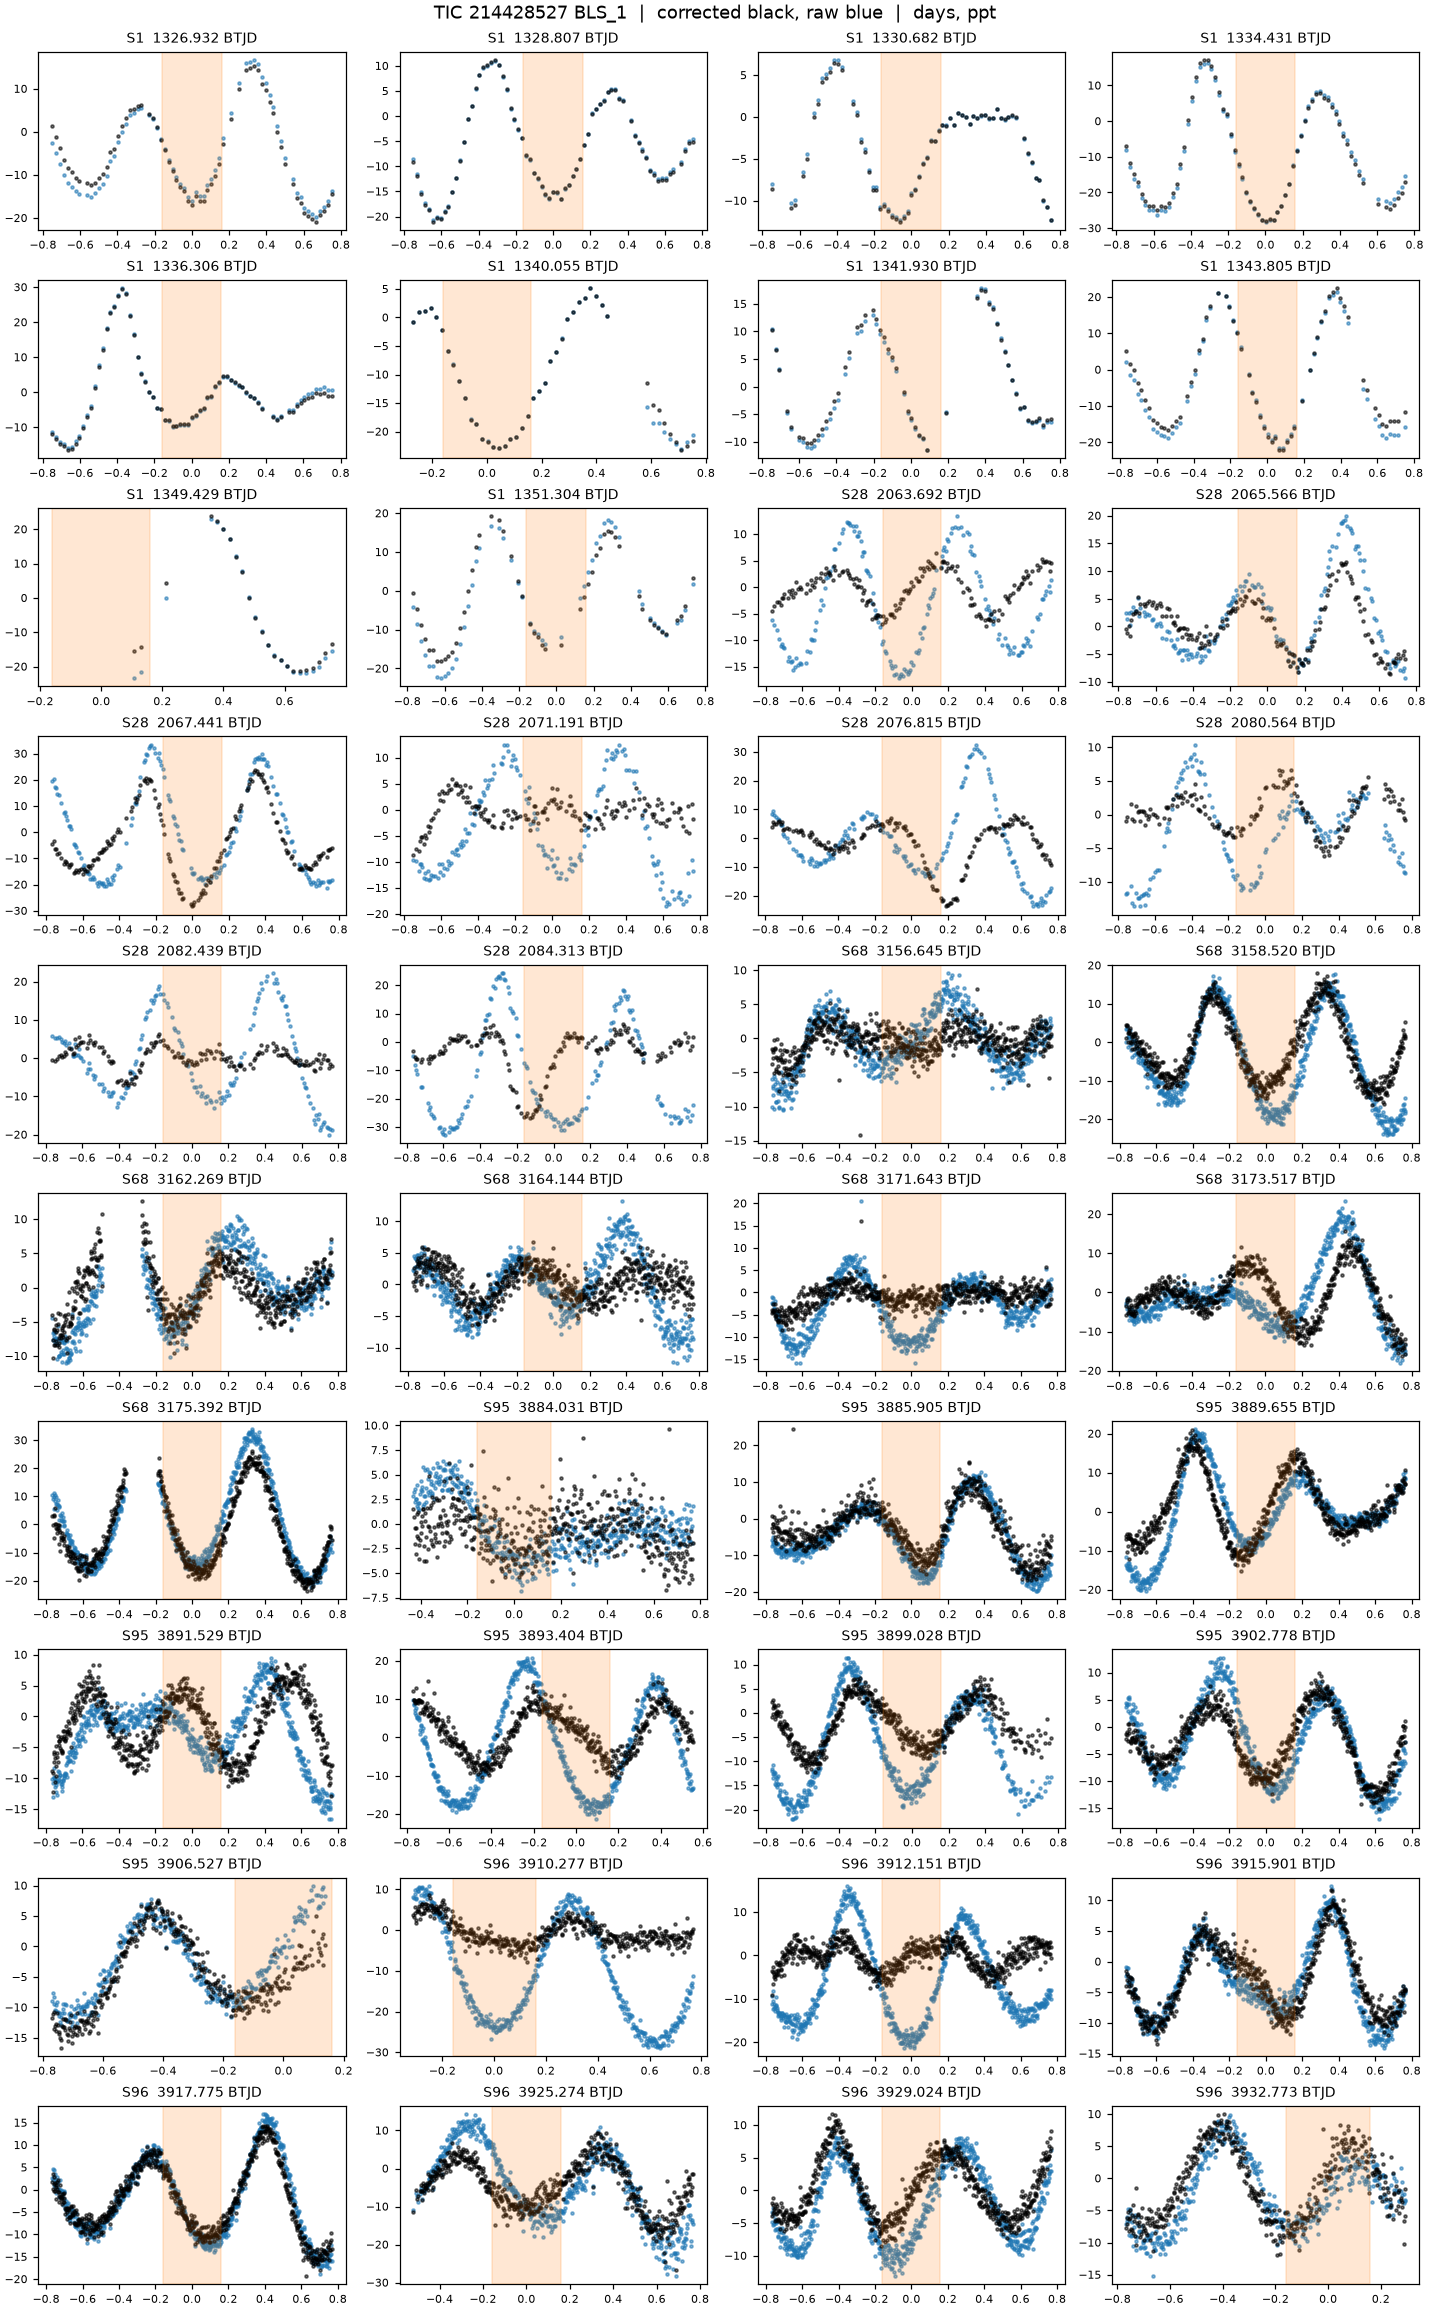 TIC 214428527 BLS_1 | corrected black, raw blue | days, ppt
S1 1326.932 BTJD
S1 1328.807 BTJD
S1 1330.682 BTJD
S1 1334.431 BTJD
S1 1336.306 BTJD
S1 1340.055 BTJD
S1 1341.930 BTJD
S1 1343.805 BTJD
S1 1349.429 BTJD
S1 1351.304 BTJD
S28 2063.692 BTJD
S28 2065.566 BTJD
S28 2067.441 BTJD
S28 2071.191 BTJD
S28 2076.815 BTJD
S28 2080.564 BTJD
S28 2082.439 BTJD
S28 2084.313 BTJD
S68 3156.645 BTJD
S68 3158.520 BTJD
S68 3162.269 BTJD
S68 3164.144 BTJD
S68 3171.643 BTJD
S68 3173.517 BTJD
S68 3175.392 BTJD
S95 3884.031 BTJD
S95 3885.905 BTJD
S95 3889.655 BTJD
S95 3891.529 BTJD
S95 3893.404 BTJD
S95 3899.028 BTJD
S95 3902.778 BTJD
S95 3906.527 BTJD
S96 3910.277 BTJD
S96 3912.151 BTJD
S96 3915.901 BTJD
S96 3917.775 BTJD
S96 3925.274 BTJD
S96 3929.024 BTJD
S96 3932.773 BTJD